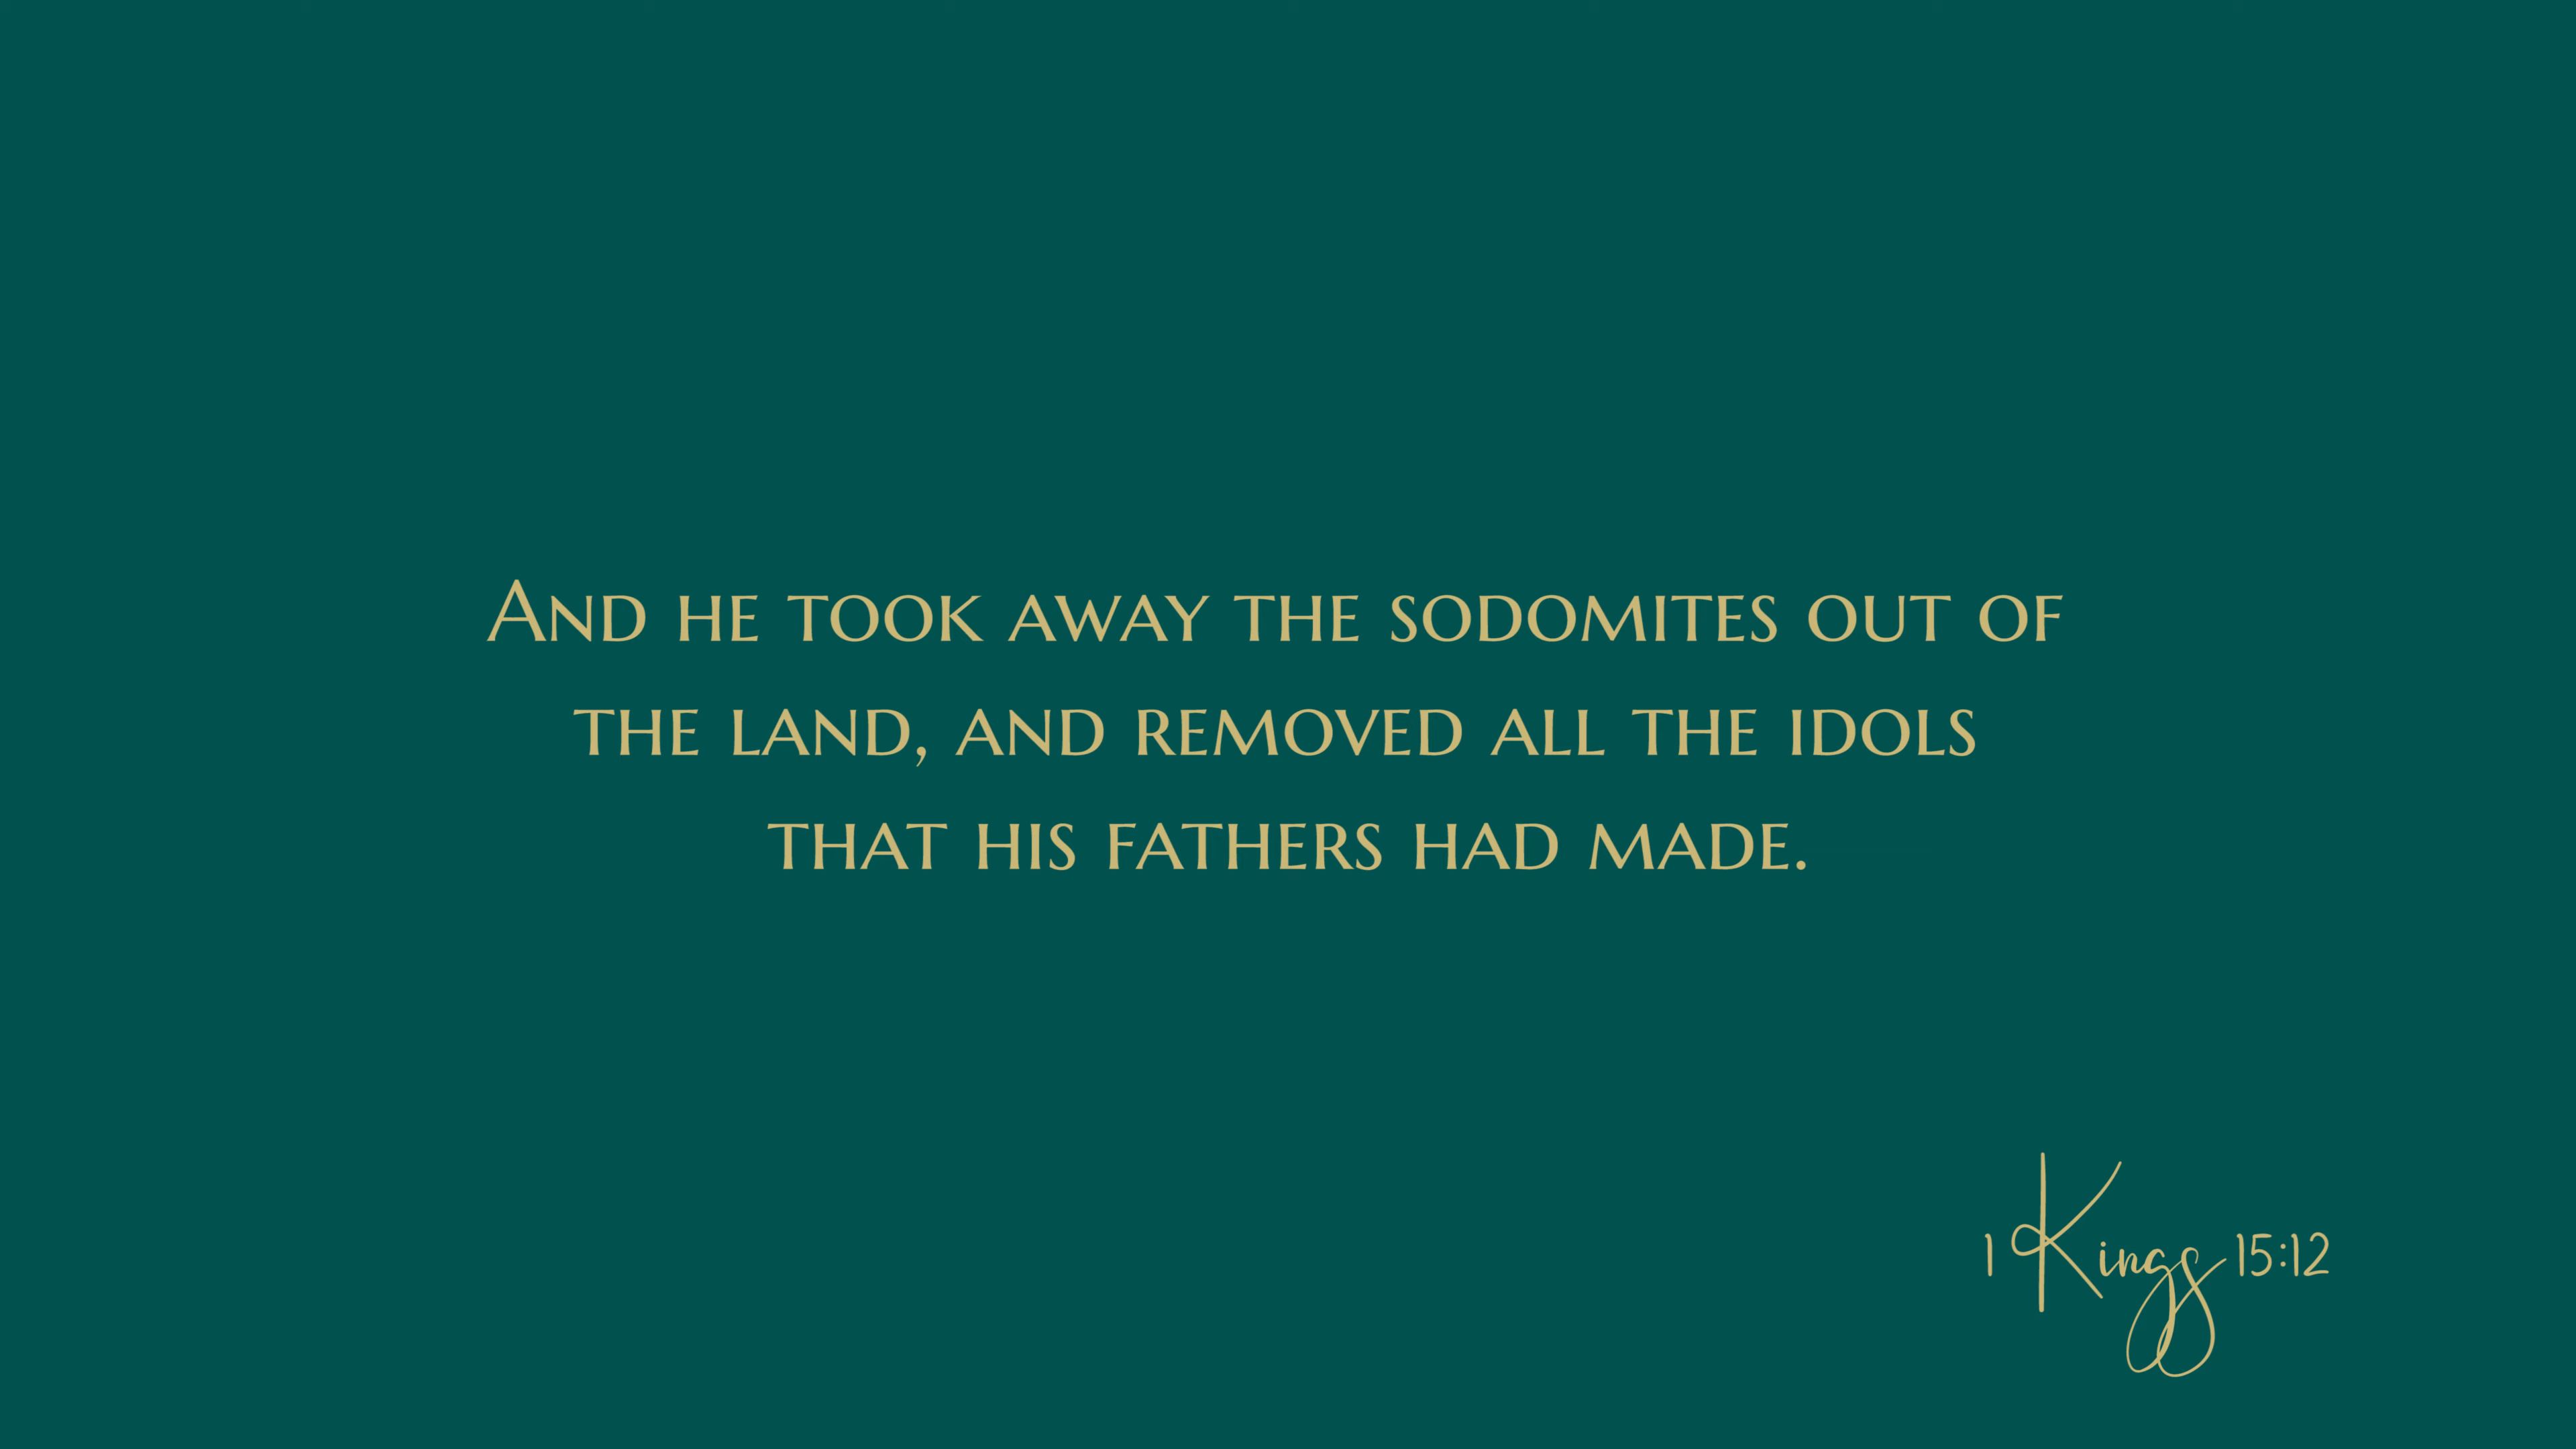 And he took away the sodomites out of
the land, and removed all the idols
that his fathers had made.
1 Kings 15:12